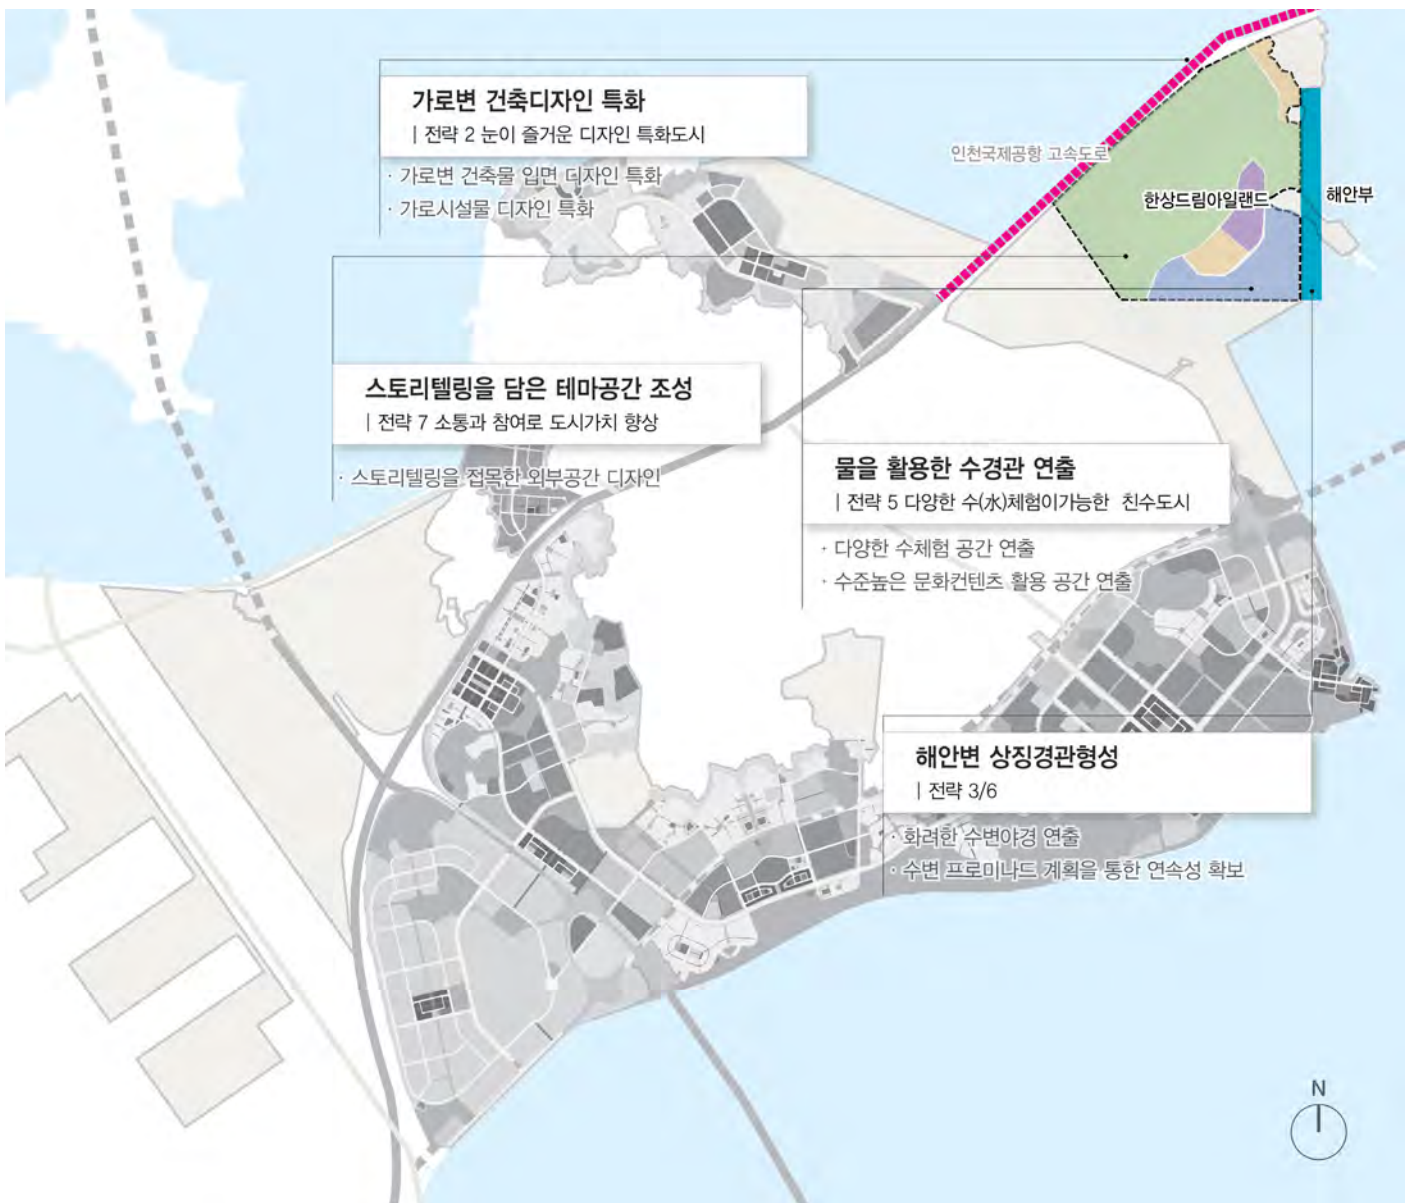 가로변 건축디자인 특화
| 전략 2 눈이 즐거운 디자인 특화도시
· 가로변 건축물 입면 디자인 특화
· 가로시설물 디자인 특화
인천국제공항 고속도로
한상드림아일랜드
해안부
스토리텔링을 담은 테마공간 조성
| 전략 7 소통과 참여로 도시가치 향상
· 스토리텔링을 접목한 외부공간 디자인
물을 활용한 수경관 연출
| 전략 5 다양한 수(水)체험이가능한 친수도시
· 다양한 수체험 공간 연출
· 수준높은 문화컨텐츠 활용 공간 연출
해안변 상징경관형성
| 전략 3/6
· 화려한 수변야경 연출
· 수변 프로미나드 계획을 통한 연속성 확보
N